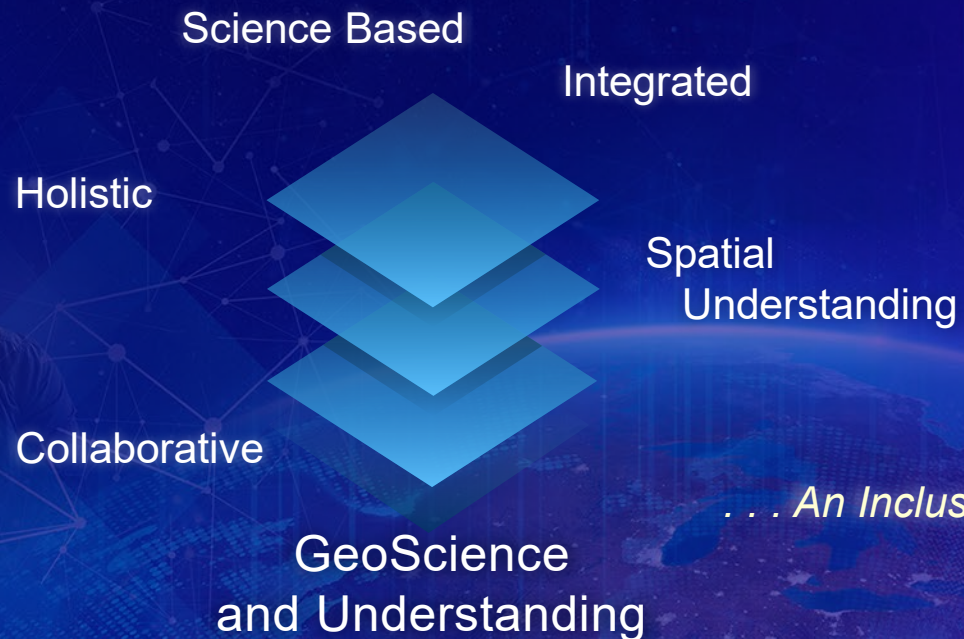 Science Based
Integrated
Holistic
Spatial
Understanding
Collaborative
. . . An Inclus
GeoScience
and Understanding